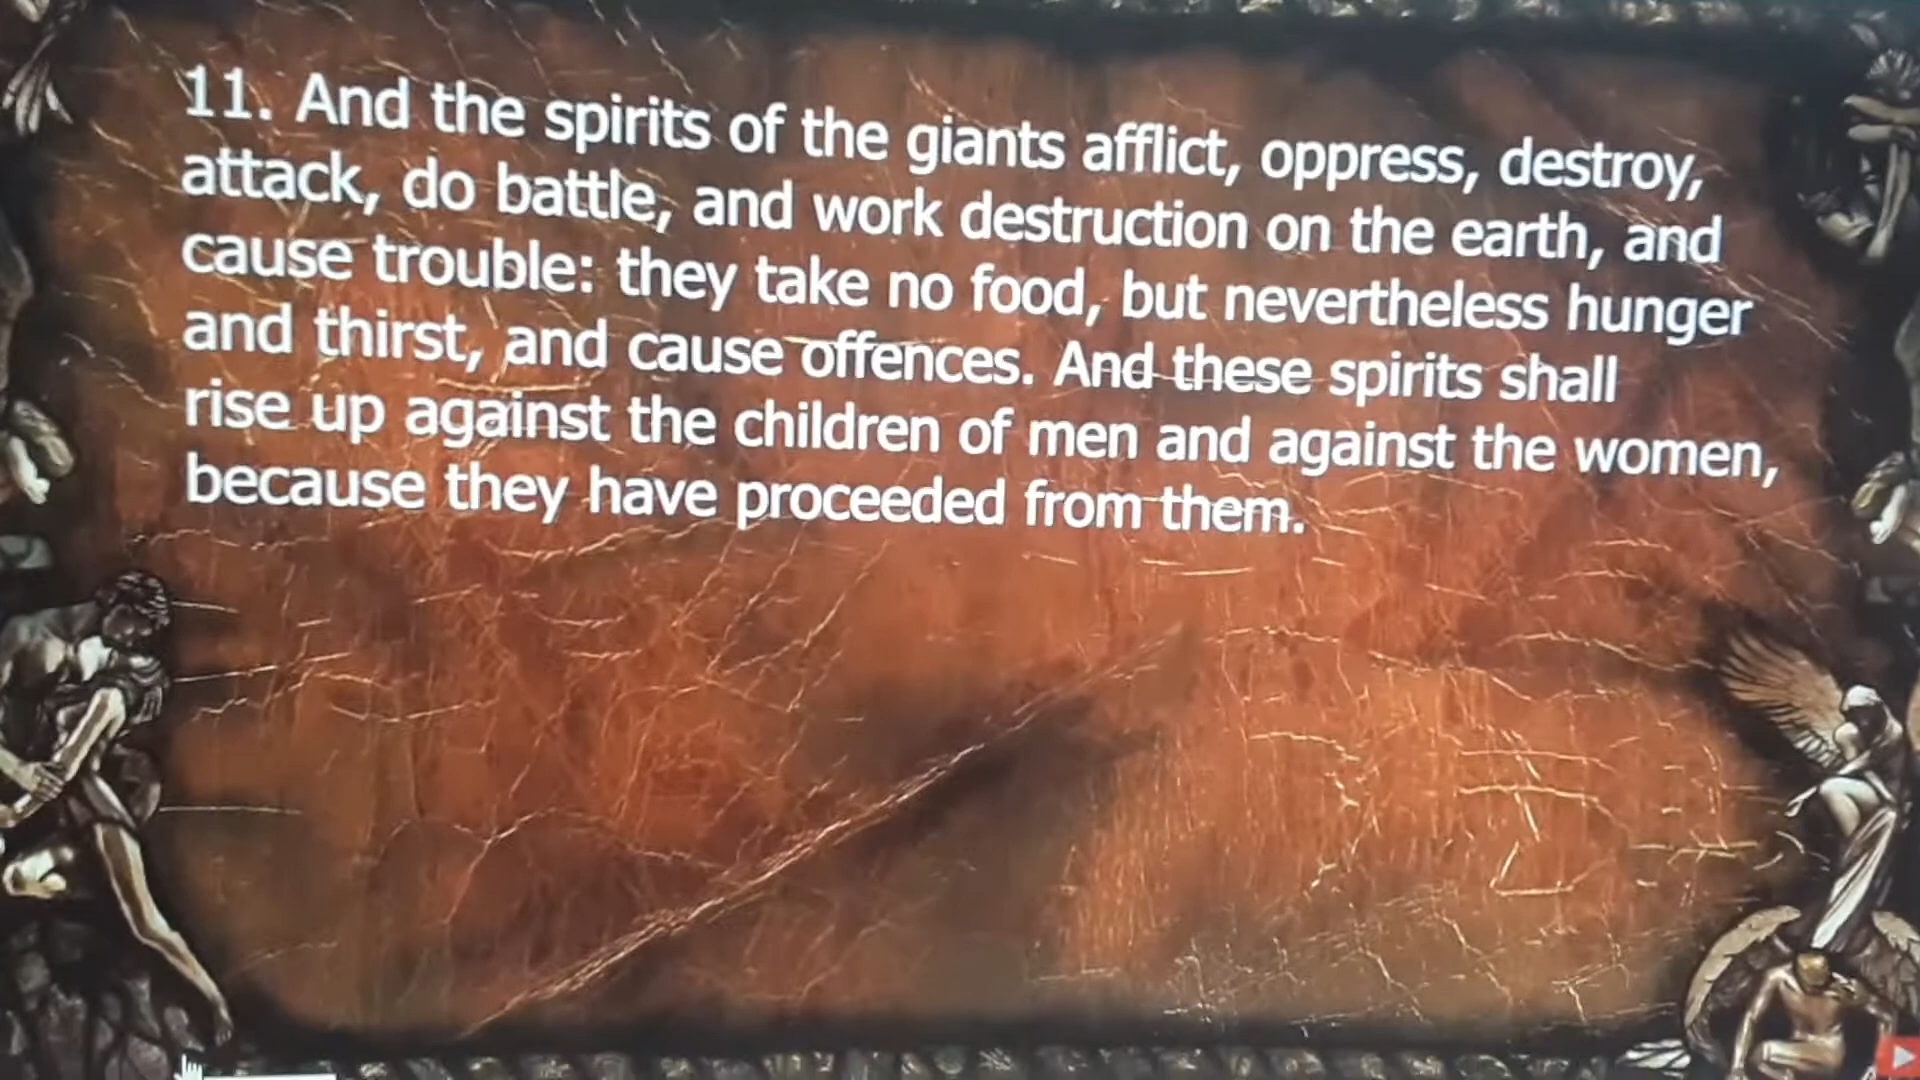 11. And the spirits of the giants afflict, oppress, destroy,
attack, do battle, and work destruction on the earth, and
cause trouble: they take no food, but nevertheless hunger
and thirst, and cause offences. And these spirits shall
rise up against the children of men and against the women,
because they have proceeded from them.